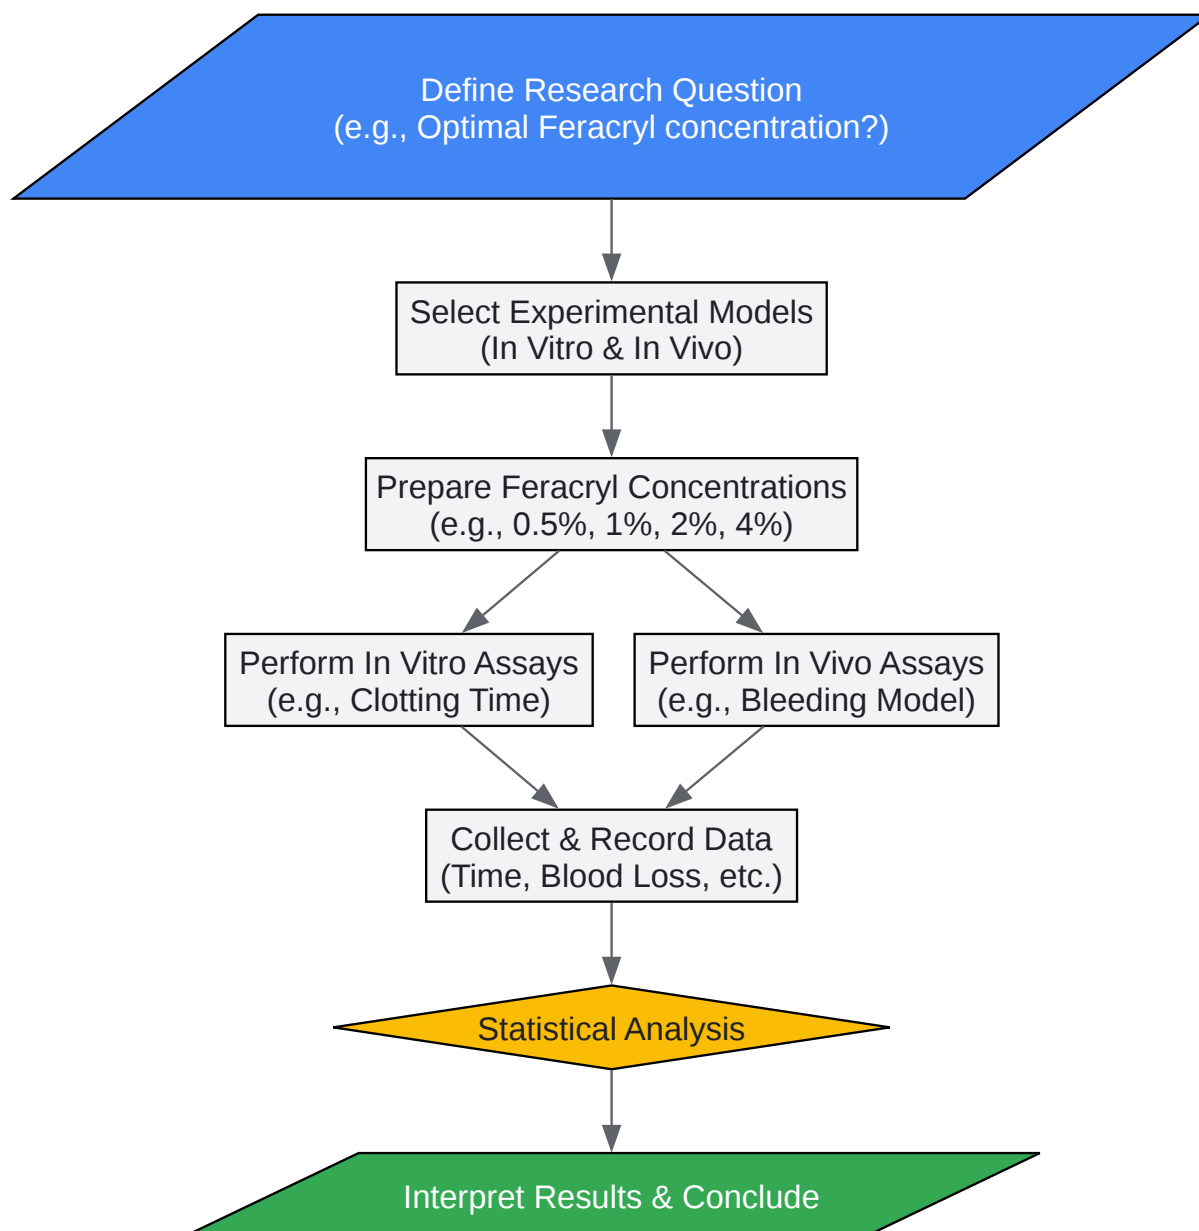 Define Research Question
(e.g., Optimal Feracryl concentration?)
Select Experimental Models
(In Vitro & In Vivo)
Prepare Feracryl Concentrations
(e.g., 0.5%, 1%, 2%, 4%)
Perform In Vitro Assays
(e.g., Clotting Time)
Perform In Vivo Assays
(e.g., Bleeding Model)
Collect & Record Data
(Time, Blood Loss, etc.)
Statistical Analysis
Interpret Results & Conclude